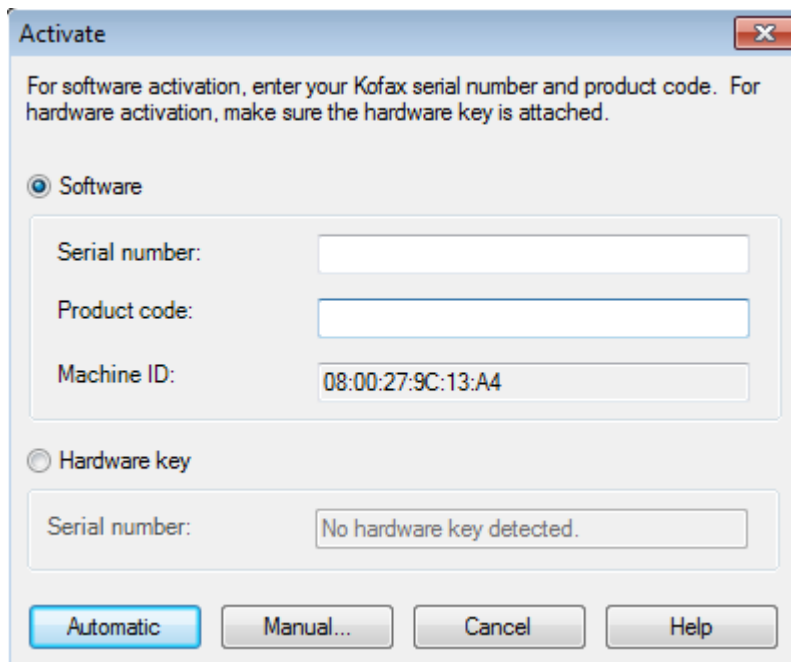 Activate
For software activation, enter your Kofax serial number and product code.  For
hardware activation, make sure the hardware key is attached.
Software
Serial number:
Product code:
Machine ID: 08:00:27:9C:13:A4
Hardware key
Serial number: No hardware key detected.
Automatic Manual... Cancel Help